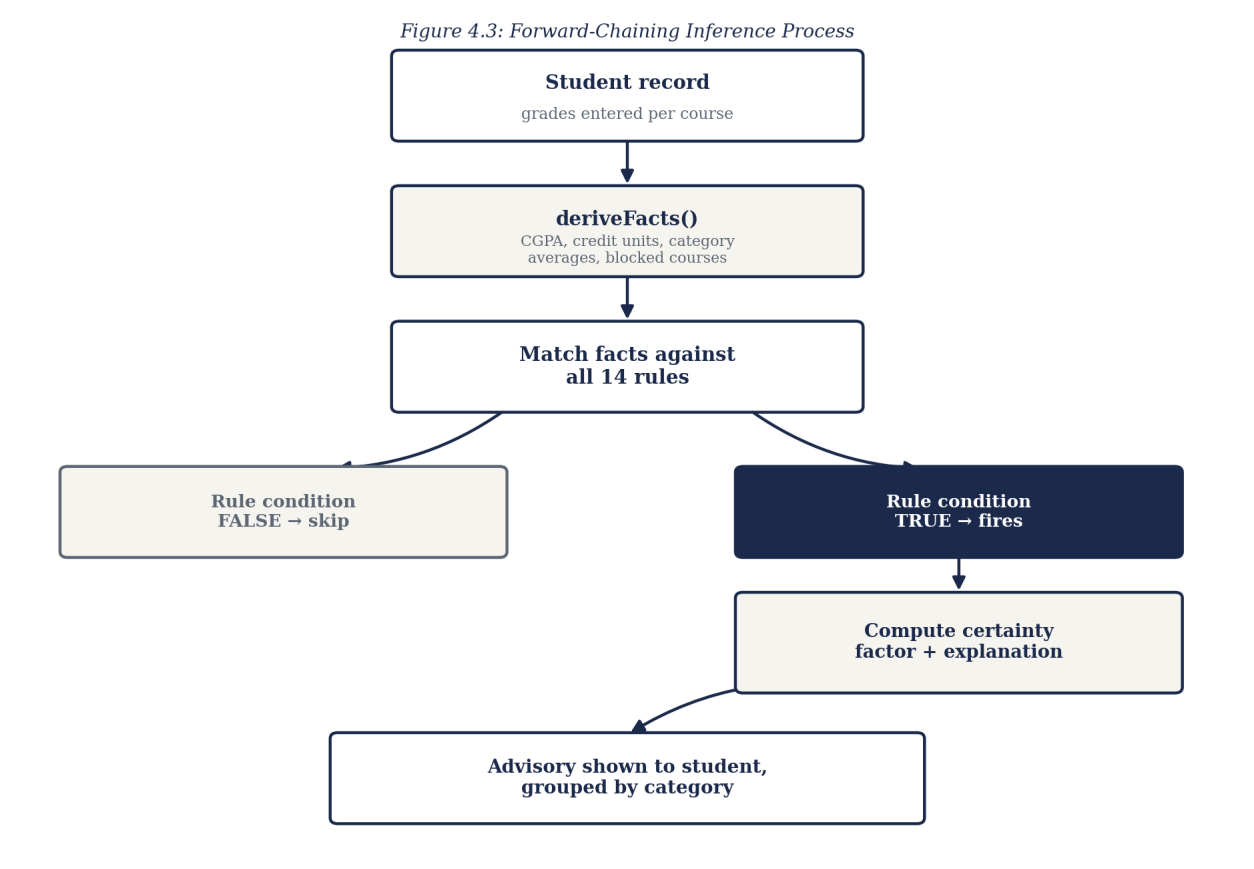 Figure 4.3: Forward-Chaining Inference Process
Student record
grades entered per course
deriveFacts()
CGPA, credit units, category
averages, blocked courses
Match facts against
all 14 rules
Rule condition
FALSE → skip
Rule condition
TRUE → fires
Compute certainty
factor + explanation
Advisory shown to student,
grouped by category